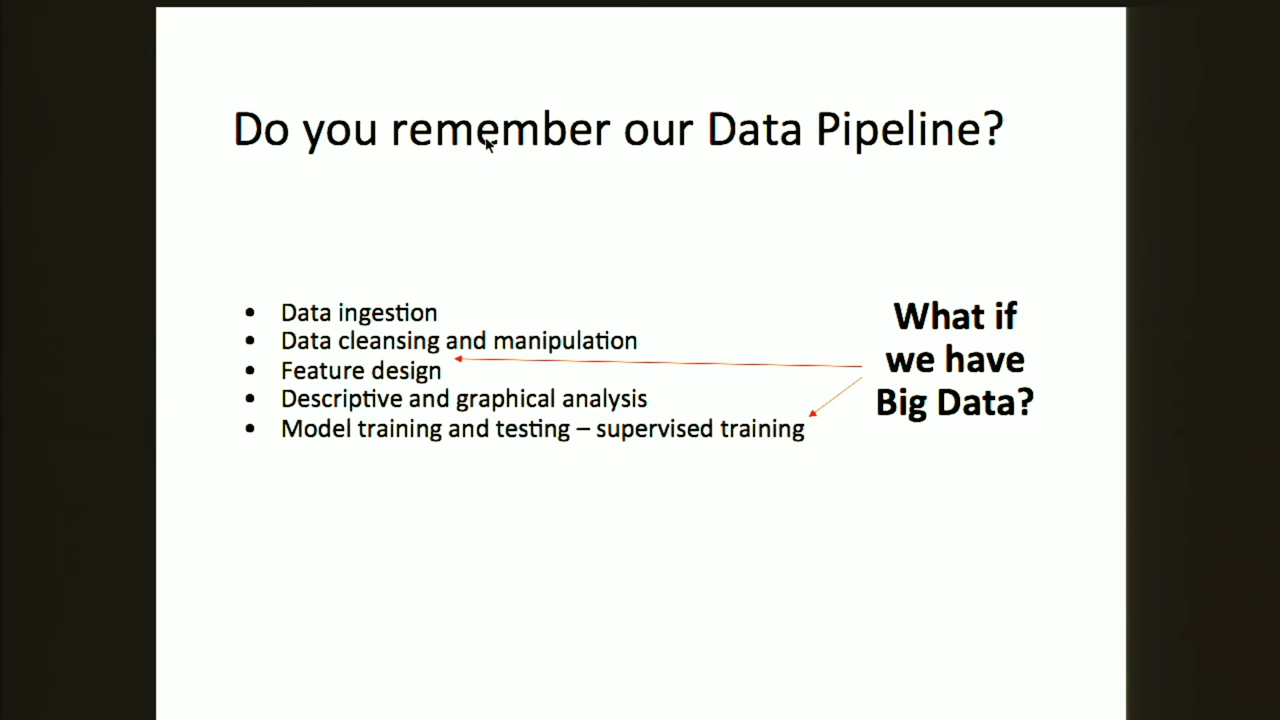 Do you remember our Data Pipeline?
• Data ingestion
• Data cleansing and manipulation
• Feature design
• Descriptive and graphical analysis
• Model training and testing – supervised training
What if
we have
Big Data?